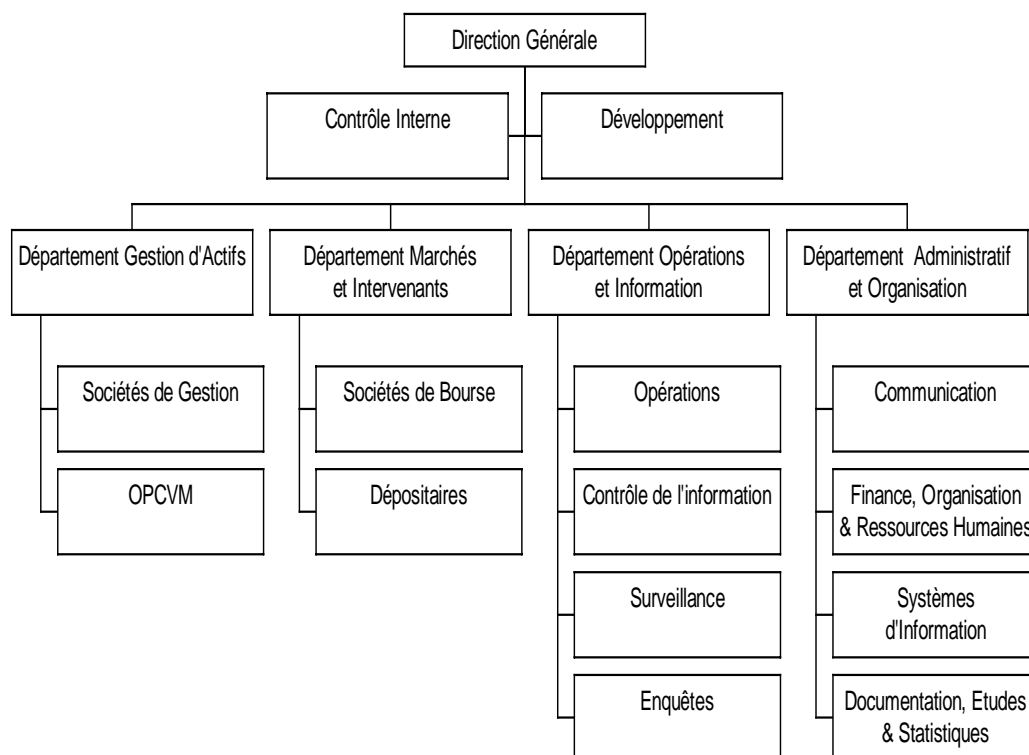 Direction Générale
Contrôle Interne
Développement
Département Gestion d'Actifs
Département Marchés
et Intervenants
Département Opérations
et Information
Département Administratif
et Organisation
Sociétés de Gestion
OPCVM
Sociétés de Bourse
Dépositaires
Opérations
Contrôle de l'information
Surveillance
Enquêtes
Communication
Finance, Organisation
& Ressources Humaines
Systèmes
d'Information
Documentation, Etudes
& Statistiques